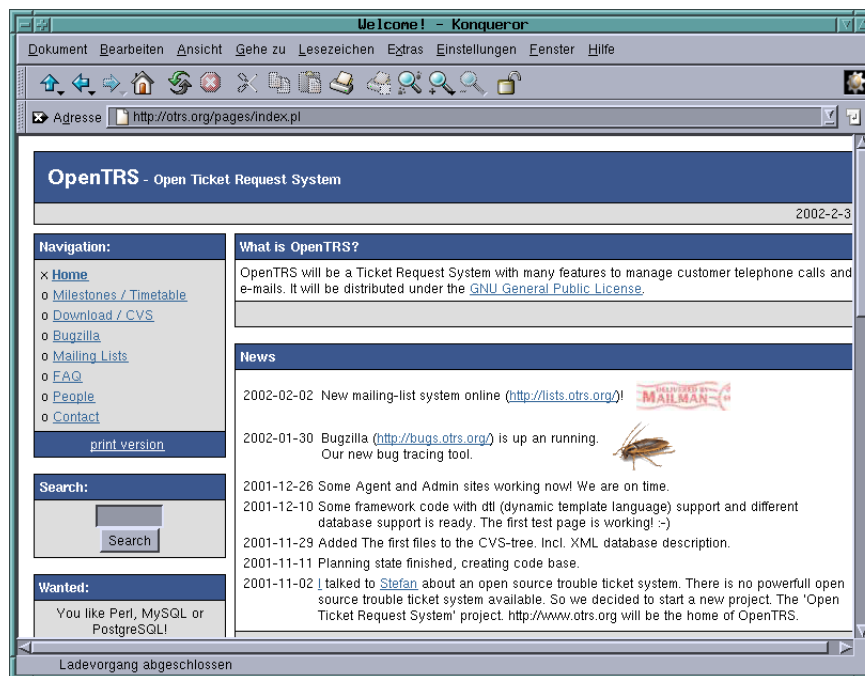 Welcome! - Konqueror
Dokument Bearbeiten Ansicht Gehe zu Lesezeichen Extras Einstellungen Fenster Hilfe
Adresse http://otrs.org/pages/index.pl
OpenTRS - Open Ticket Request System
2002-2-3
Navigation:
x Home
o Milestones / Timetable
o Download / CVS
o Bugzilla
o Mailing Lists
o FAQ
o People
o Contact
print version
Search:
Search
Wanted:
You like Perl, MySQL or
PostgreSQL!
What is OpenTRS?
OpenTRS will be a Ticket Request System with many features to manage customer telephone calls and
e-mails. It will be distributed under the GNU General Public License.
News
2002-02-02 New mailing-list system online (http://lists.otrs.org/)!
DELIVERED BY
MAILMAN
2002-01-30 Bugzilla (http://bugs.otrs.org/) is up an running.
Our new bug tracing tool.
2001-12-26 Some Agent and Admin sites working now! We are on time.
2001-12-10 Some framework code with dtl (dynamic template language) support and different
database support is ready. The first test page is working! :-)
2001-11-29 Added The first files to the CVS-tree. Incl. XML database description.
2001-11-11 Planning state finished, creating code base.
2001-11-02 I talked to Stefan about an open source trouble ticket system. There is no powerfull open
source trouble ticket system available. So we decided to start a new project. The 'Open
Ticket Request System' project. http://www.otrs.org will be the home of OpenTRS.
Ladevorgang abgeschlossen